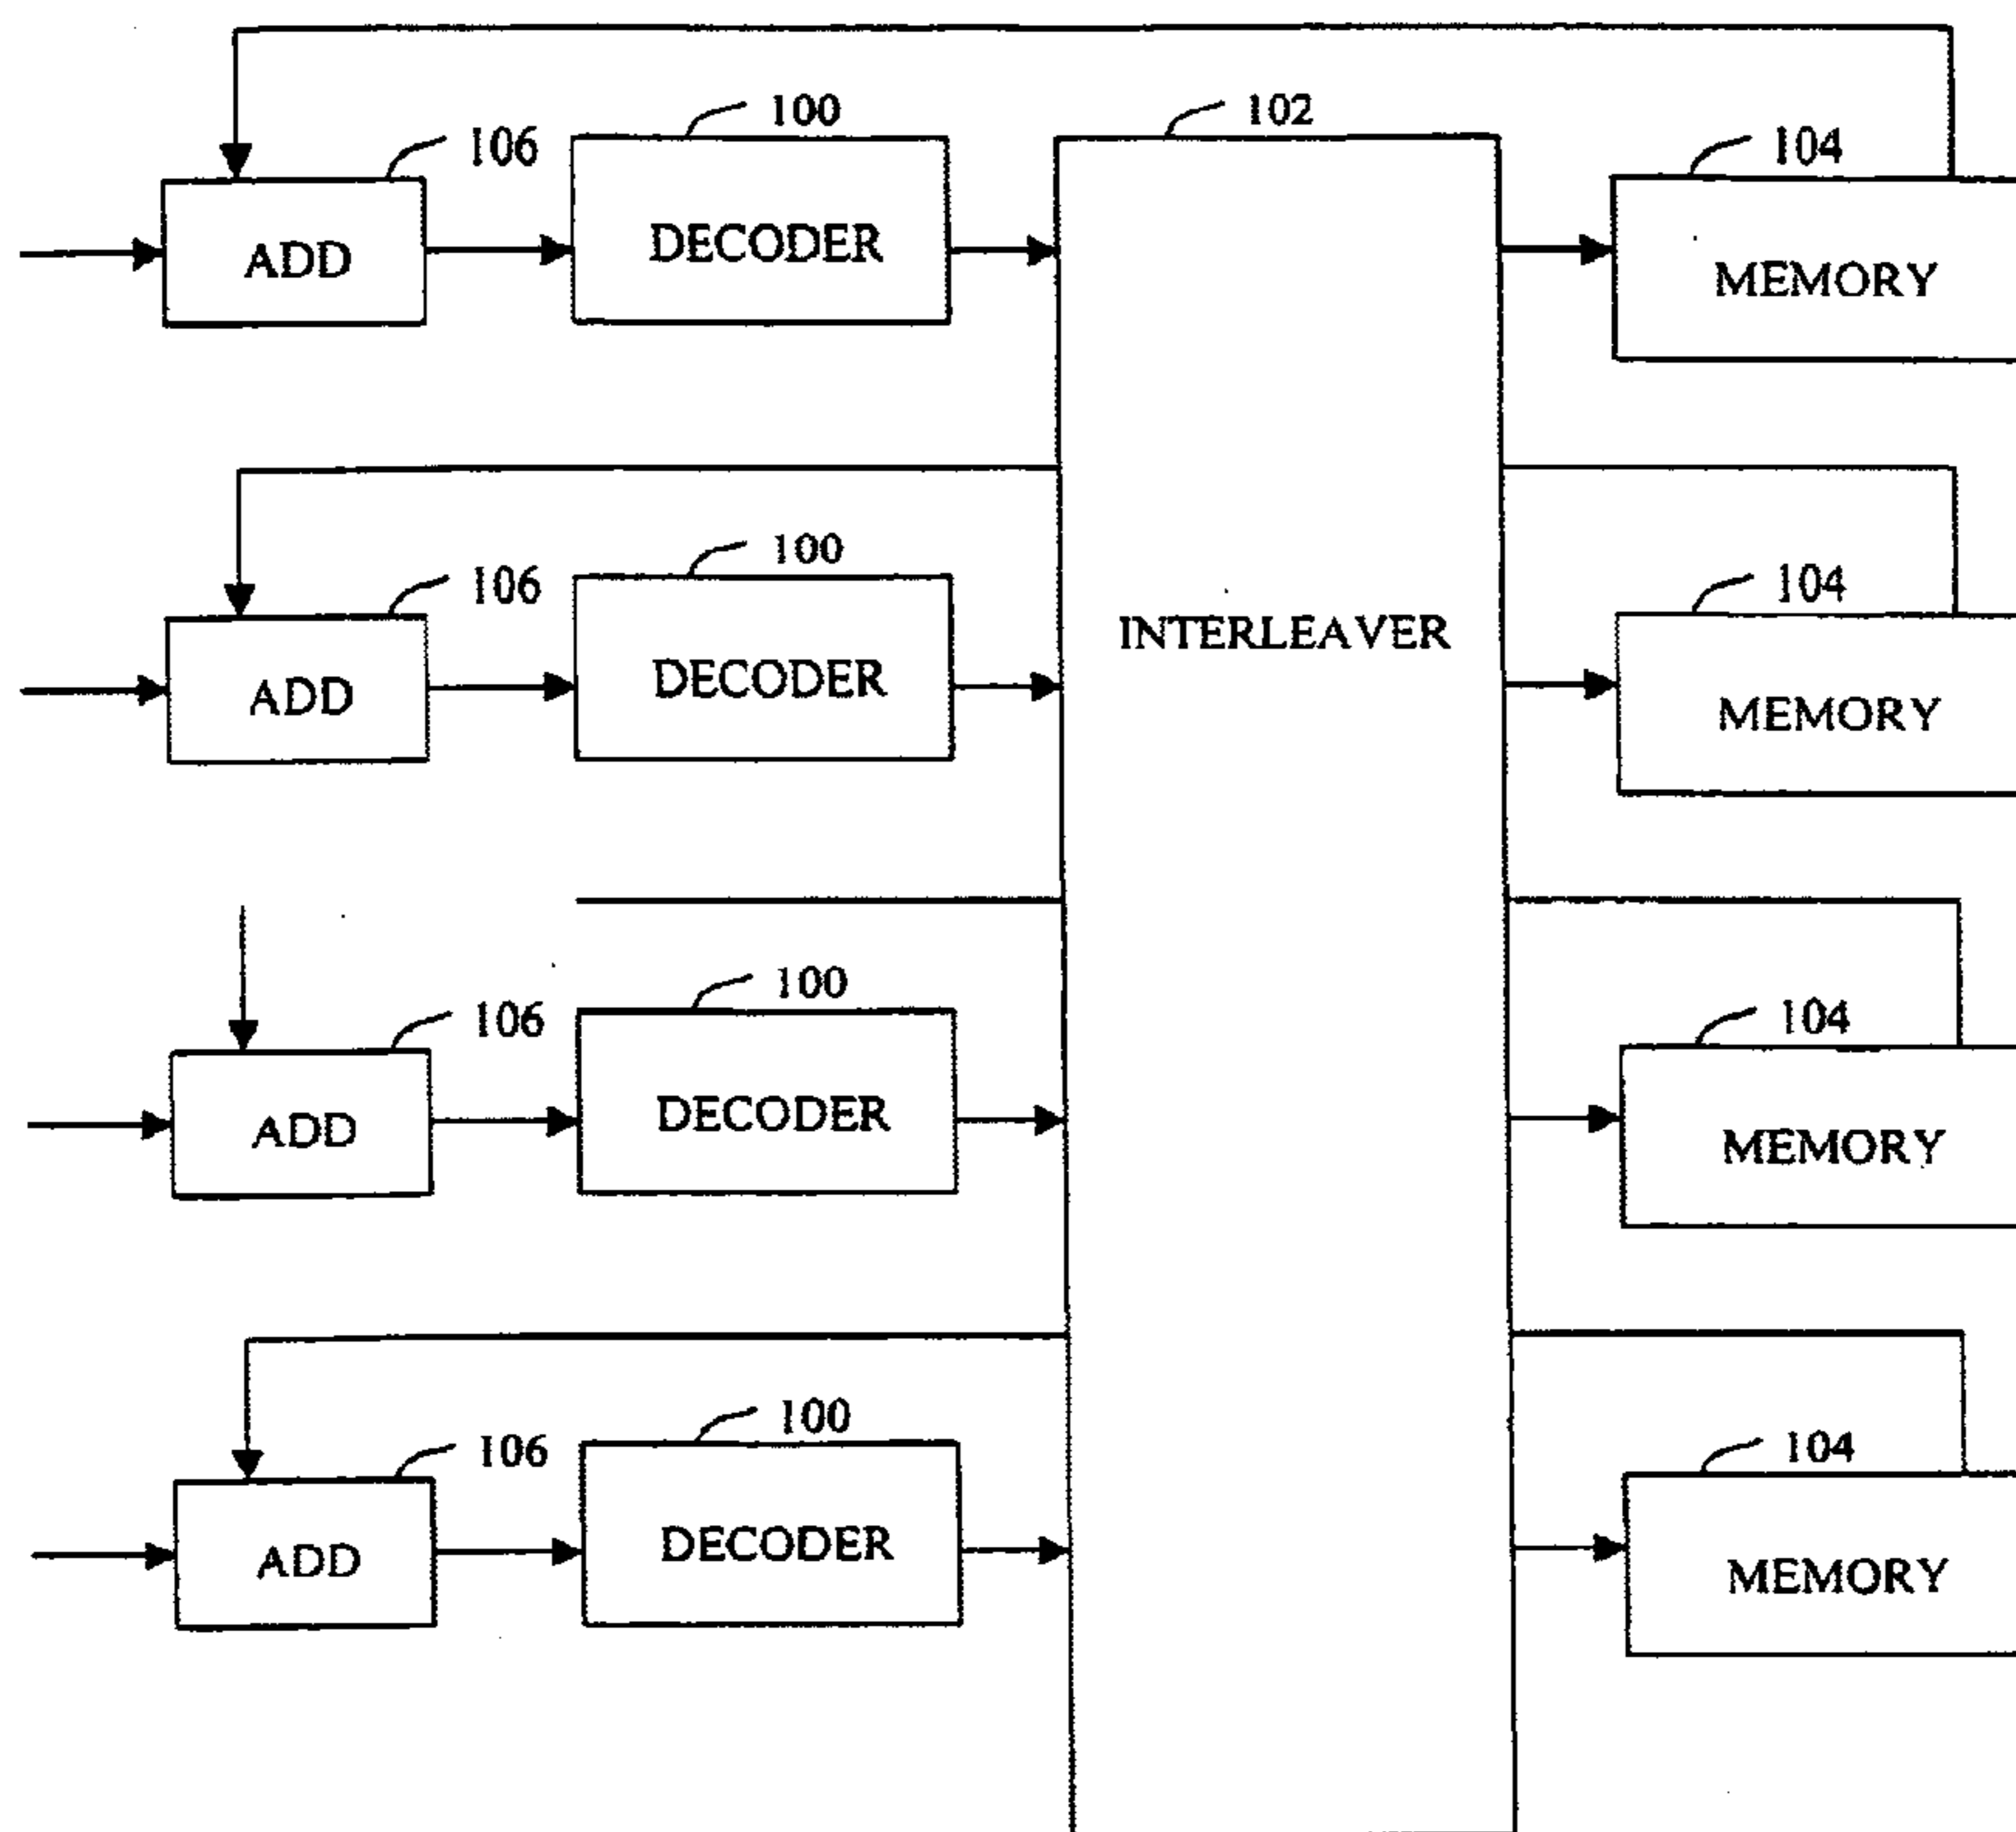 100
102
106
104
ADD
DECODER
MEMORY
100
106
104
INTERLEAVER
ADD
DECODER
MEMORY
100
106
104
ADD
DECODER
MEMORY
100
106
104
ADD
DECODER
MEMORY